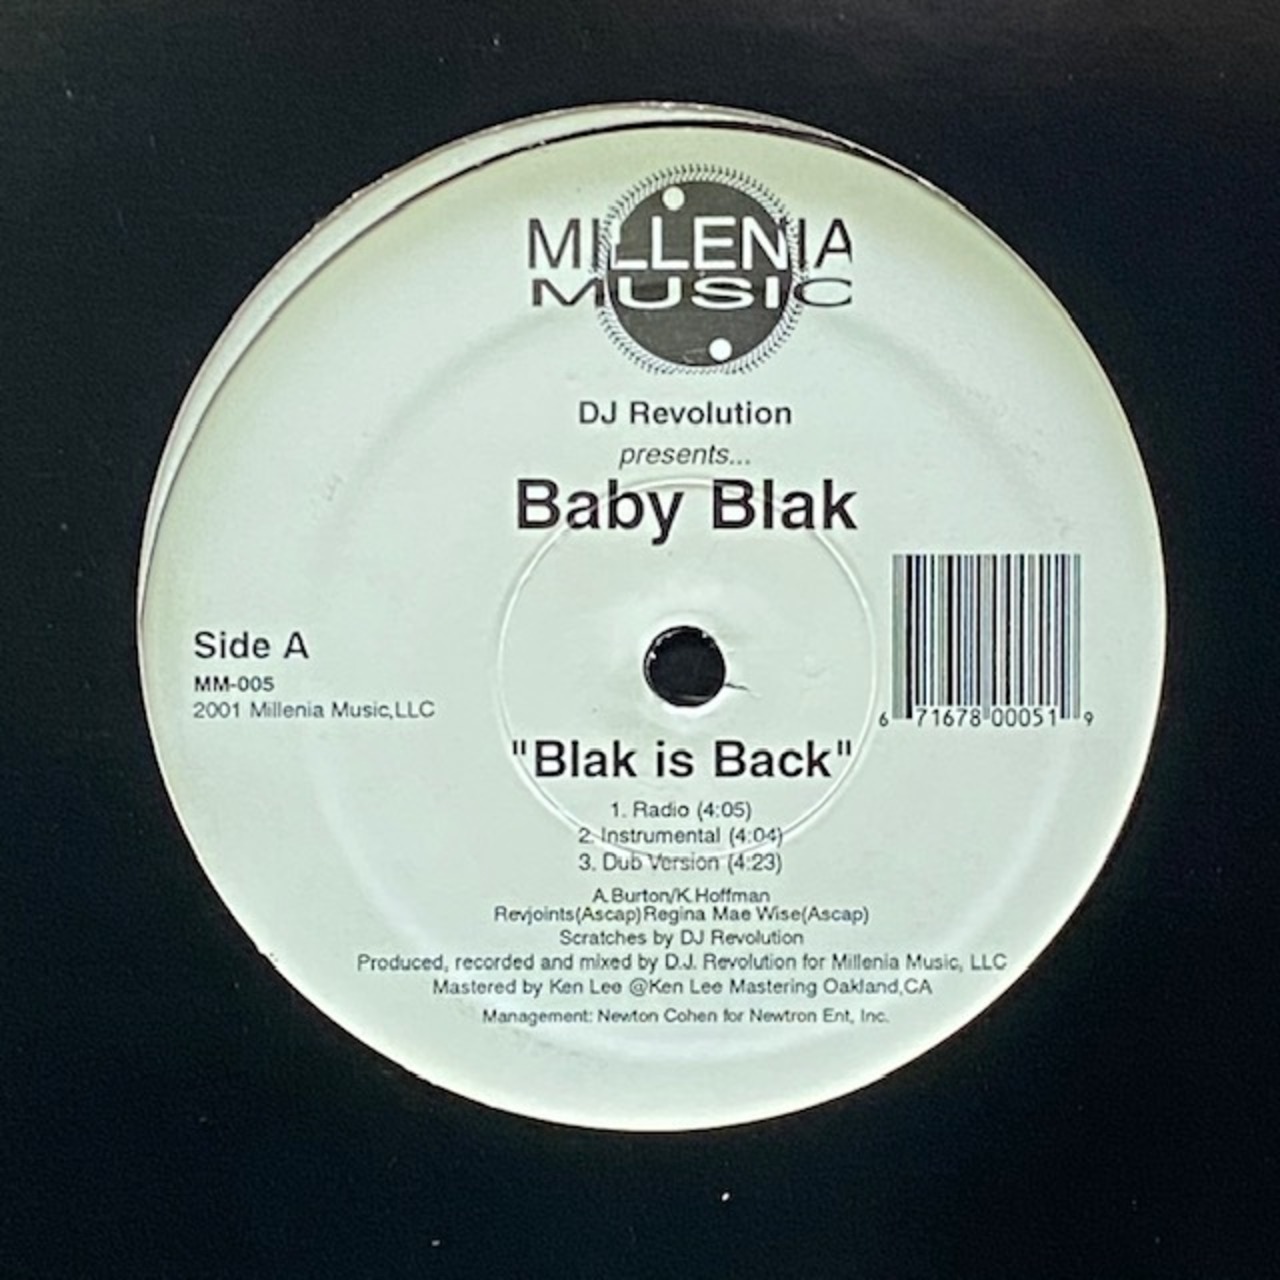 MILLENIA
MUSIC
DJ Revolution
presents...
Baby Blak
Side A
MM-005
2001 Millenia Music,LLC
6 71678 00051 9
"Blak is Back"
1. Radio (4:05)
2. Instrumental (4:04)
3. Dub Version (4:23)
A.Burton/K.Hoffman
Revjoints(Ascap)Regina Mae Wise(Ascap)
Scratches by DJ Revolution
Produced, recorded and mixed by D.J. Revolution for Millenia Music, LLC
Mastered by Ken Lee @Ken Lee Mastering Oakland,CA
Management: Newton Cohen for Newtron Ent, Inc.